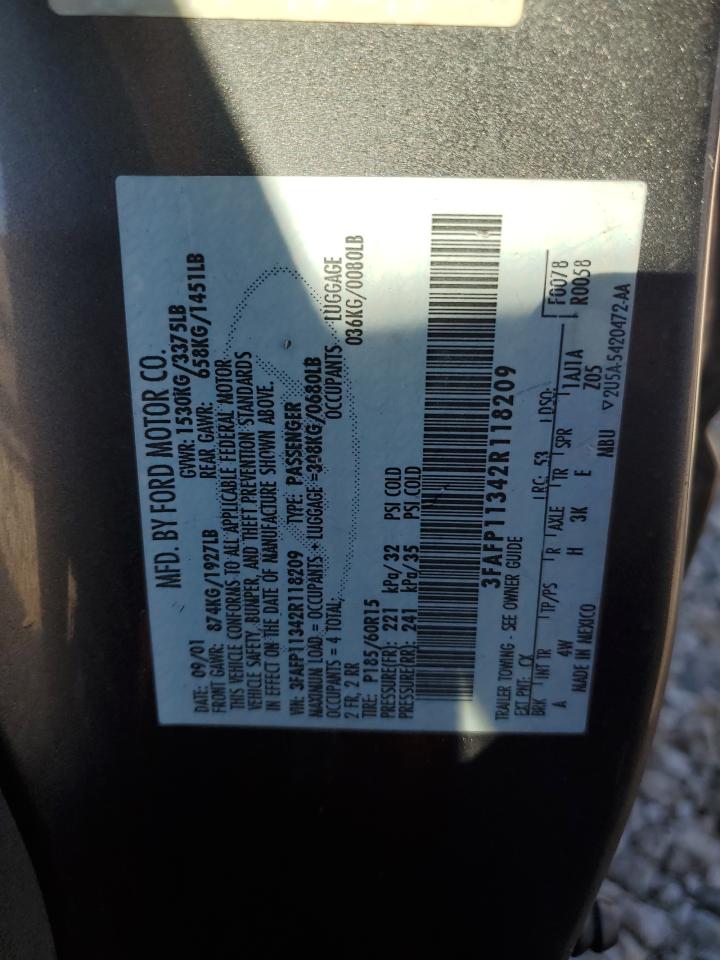 MFD. BY FORD MOTOR CO.
DATE: 09/01 GVWR: 1530KG/3375LB
FRONT GAWR: 874KG/1927LB REAR GAWR: 658KG/1451LB
THIS VEHICLE CONFORMS TO ALL APPLICABLE FEDERAL MOTOR
VEHICLE SAFETY, BUMPER, AND THEFT PREVENTION STANDARDS
IN EFFECT ON THE DATE OF MANUFACTURE SHOWN ABOVE.
VIN: 3FAFP11342R118209 TYPE: PASSENGER
MAXIMUM LOAD = OCCUPANTS + LUGGAGE =308KG/0680LB
OCCUPANTS = 4 TOTAL; OCCUPANTS LUGGAGE
2 FR, 2 RR 036KG/0080LB
TIRE: P185/60R15
PRESSURE(FR): 221 kPa/32 PSI COLD
PRESSURE(RR): 241 kPa/35 PSI COLD
3FAFP11342R118209
TRAILER TOWING - SEE OWNER GUIDE
EXT PNT: CX RC: 53 DSO: F0078
BRK INT TR TP/PS R AXLE TR SPR 1AU1A R0058
A 4W H 3K E Z05
MADE IN MEXICO MBU 2U5A-5420472-AA